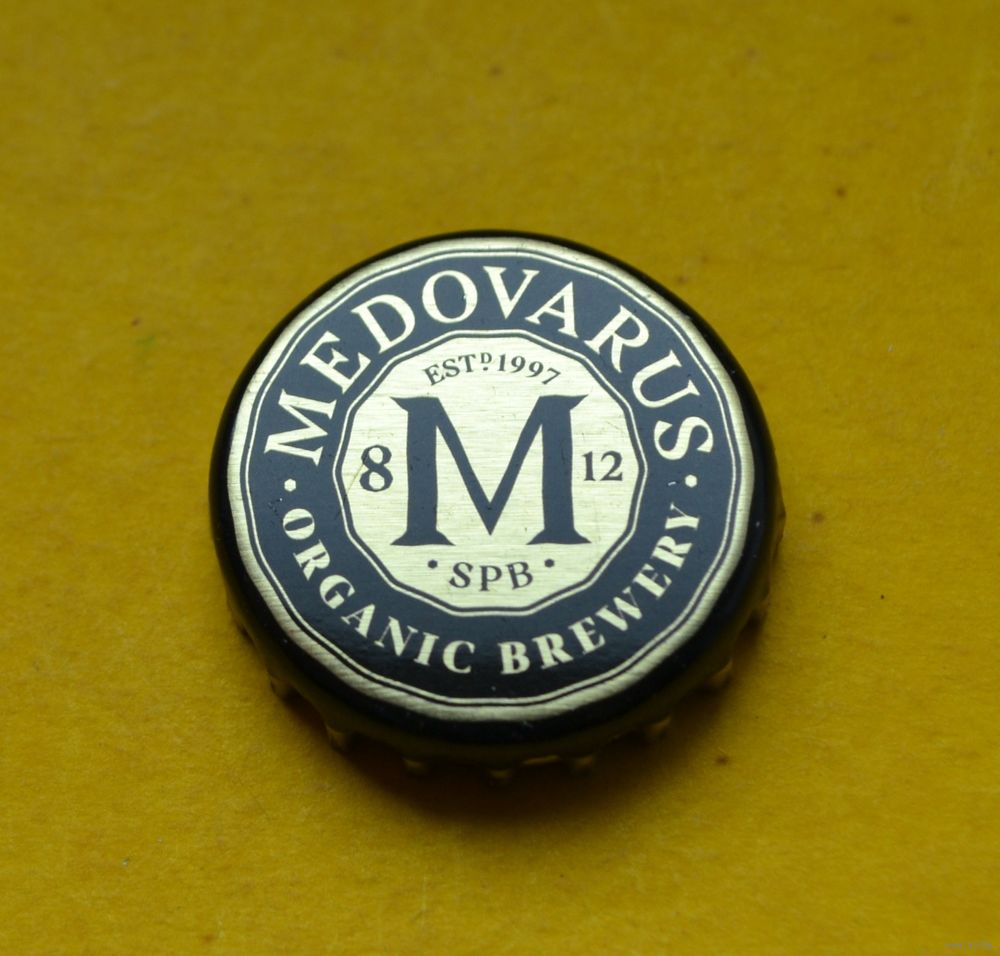 MEDOVARUS
ESTD. 1997
8 M 12
· SPB ·
· ORGANIC BREWERY ·